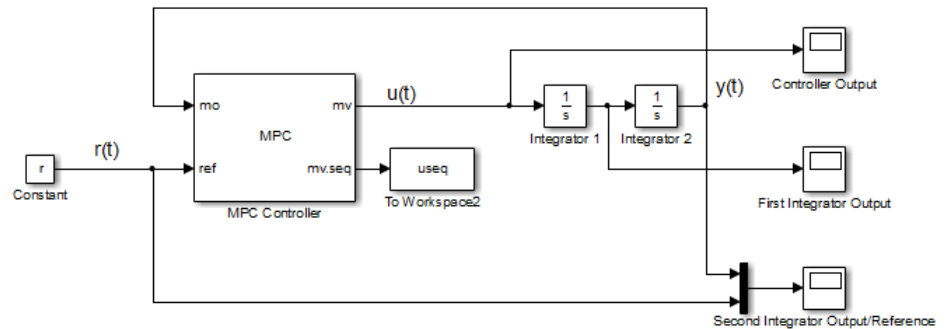 Controller Output
mo
mv
u(t)
1
s
Integrator 1
1
s
Integrator 2
y(t)
MPC
r(t)
r
Constant
ref
mv.seq
MPC Controller
useq
To Workspace2
First Integrator Output
Second Integrator Output/Reference